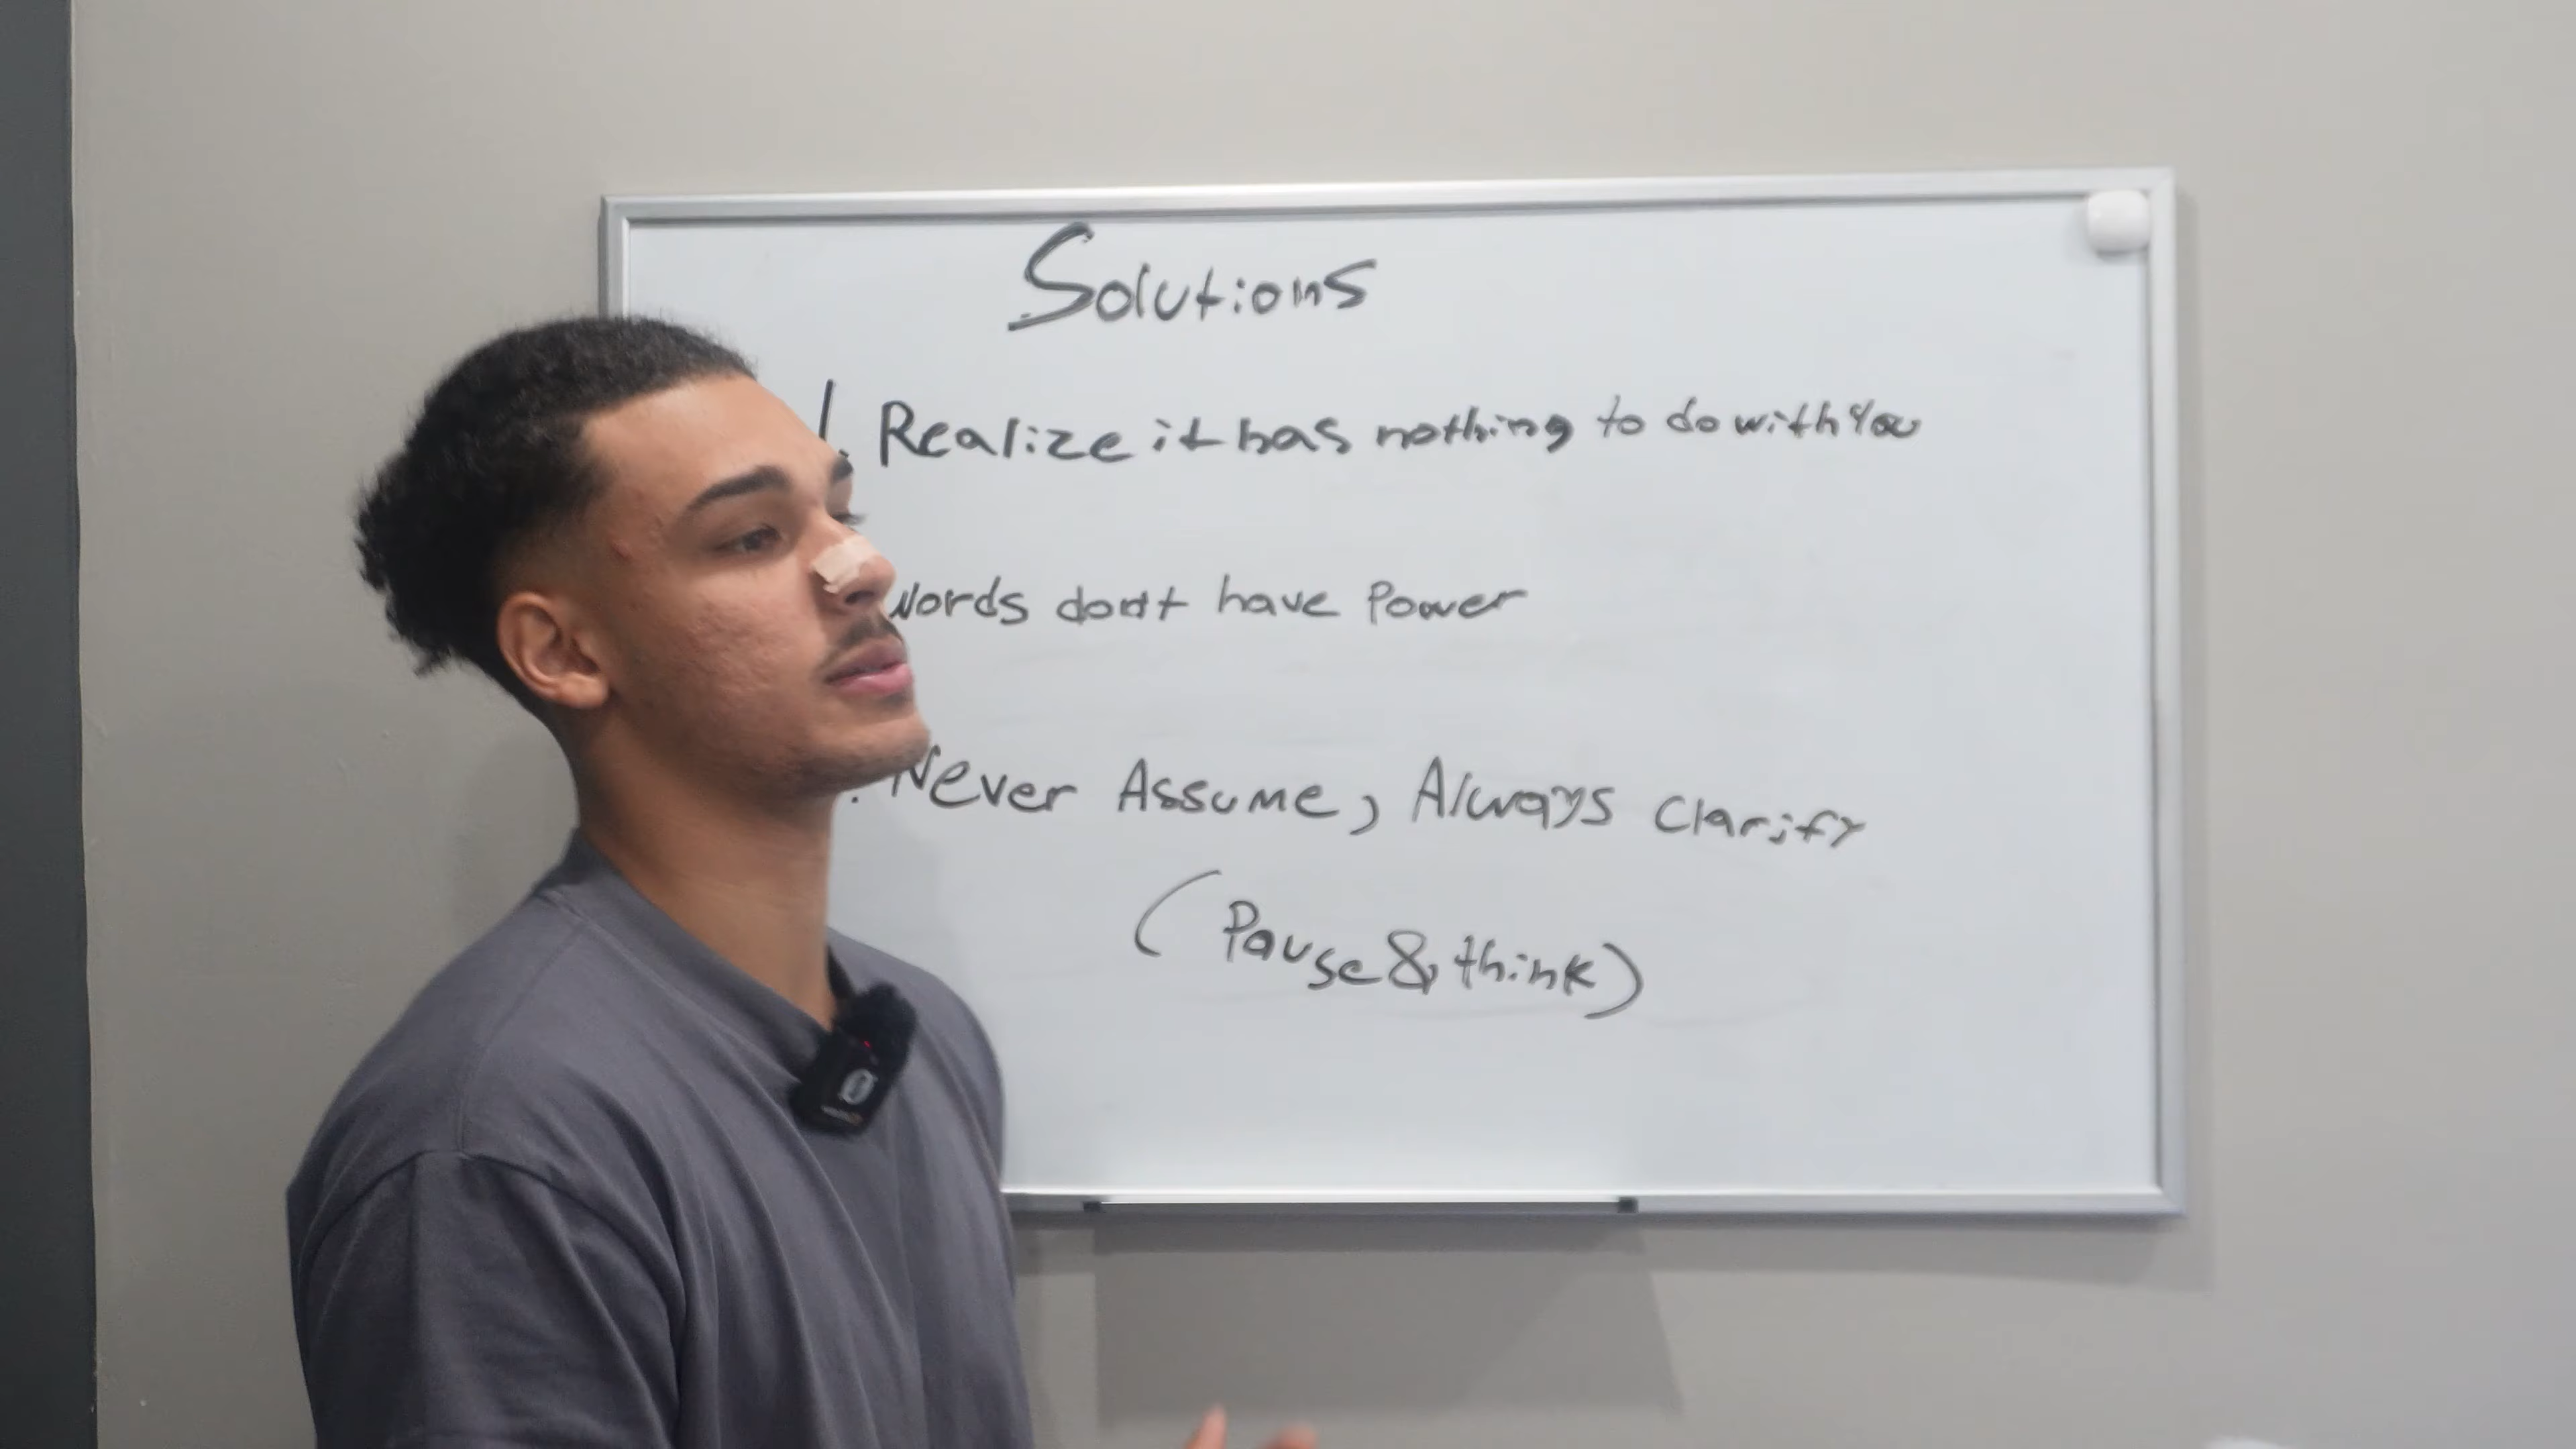 Solutions
1. Realize it has nothing to do with You
Words dont have Power
. Never Assume, Always Clarify
(Pause & think)